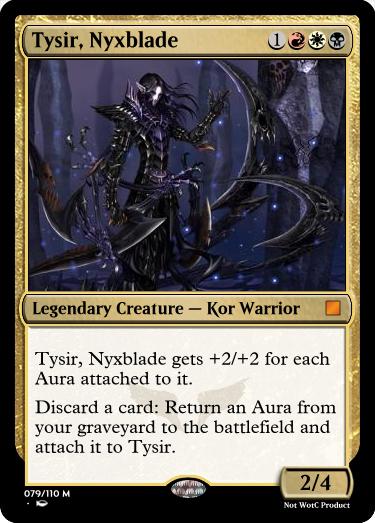 Tysir, Nyxblade 1
Legendary Creature — Kor Warrior
Tysir, Nyxblade gets +2/+2 for each
Aura attached to it.
Discard a card: Return an Aura from
your graveyard to the battlefield and
attach it to Tysir.
2/4
079/110 M
Not WotC Product